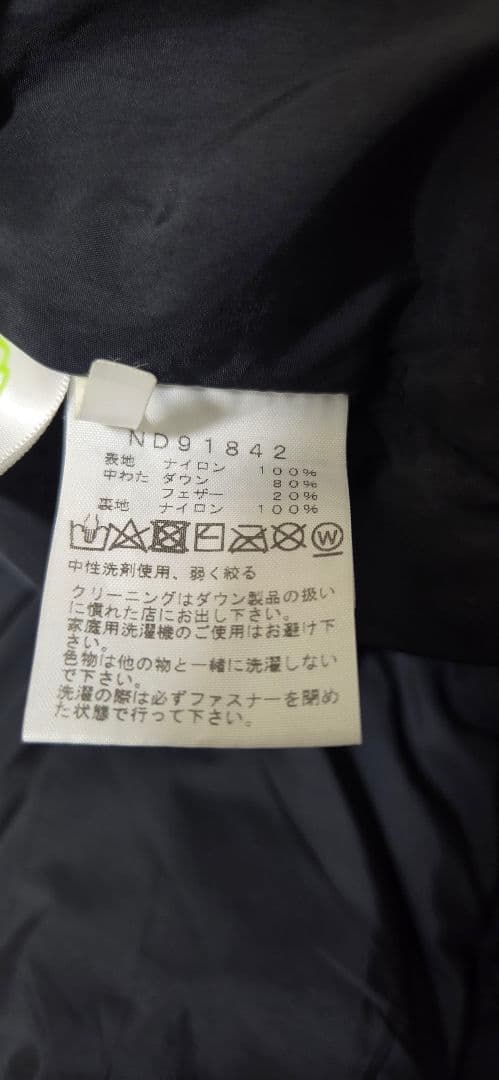 ND91842
表地 ナイロン 100%
中わた ダウン 80%
フェザー 20%
裏地 ナイロン 100%
W
中性洗剤使用、弱く絞る
クリーニングはダウン製品の扱い
に慣れた店にお出し下さい。
家庭用洗濯機のご使用はお避け下
さい。
色物は他の物と一緒に洗濯しない
で下さい。
洗濯の際は必ずファスナーを閉め
た状態で行って下さい。